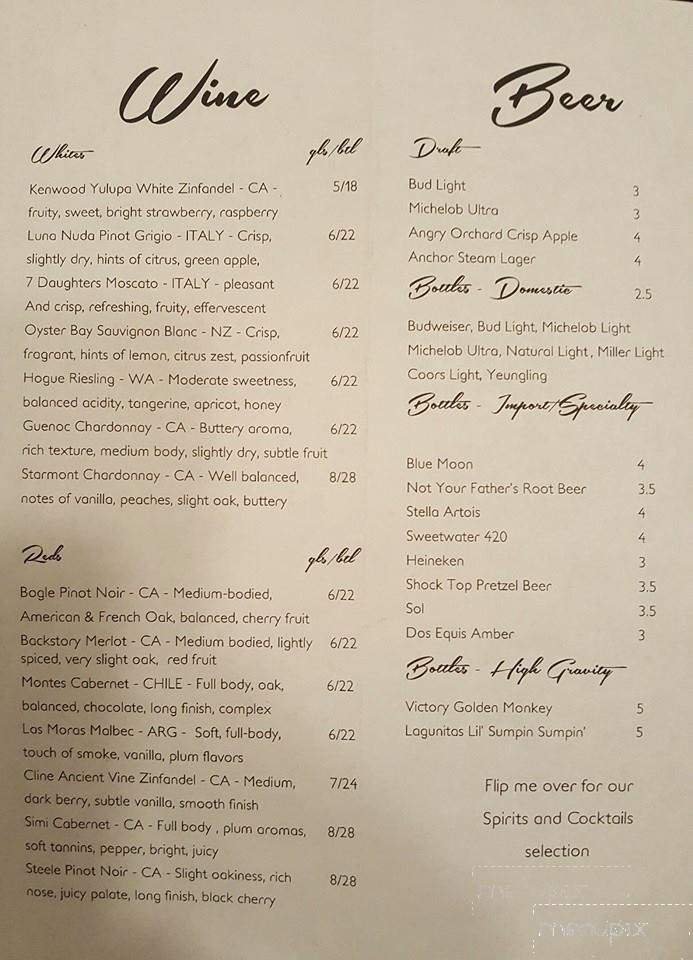 Wine
Whites gls/btl
Kenwood Yulupa White Zinfandel - CA - 5/18
fruity, sweet, bright strawberry, raspberry
Luna Nuda Pinot Grigio - ITALY - Crisp, 6/22
slightly dry, hints of citrus, green apple,
7 Daughters Moscato - ITALY - pleasant 6/22
And crisp, refreshing, fruity, effervescent
Oyster Bay Sauvignon Blanc - NZ - Crisp, 6/22
fragrant, hints of lemon, citrus zest, passionfruit
Hogue Riesling - WA - Moderate sweetness, 6/22
balanced acidity, tangerine, apricot, honey
Guenoc Chardonnay - CA - Buttery aroma, 6/22
rich texture, medium body, slightly dry, subtle fruit
Starmont Chardonnay - CA - Well balanced, 8/28
notes of vanilla, peaches, slight oak, buttery
Reds gls/btl
Bogle Pinot Noir - CA - Medium-bodied, 6/22
American & French Oak, balanced, cherry fruit
Backstory Merlot - CA - Medium bodied, lightly 6/22
spiced, very slight oak, red fruit
Montes Cabernet - CHILE - Full body, oak, 6/22
balanced, chocolate, long finish, complex
Las Moras Malbec - ARG - Soft, full-body, 6/22
touch of smoke, vanilla, plum flavors
Cline Ancient Vine Zinfandel - CA - Medium, 7/24
dark berry, subtle vanilla, smooth finish
Simi Cabernet - CA - Full body , plum aromas, 8/28
soft tannins, pepper, bright, juicy
Steele Pinot Noir - CA - Slight oakiness, rich 8/28
nose, juicy palate, long finish, black cherry
Beer
Draft
Bud Light 3
Michelob Ultra 3
Angry Orchard Crisp Apple 4
Anchor Steam Lager 4
Bottles - Domestic 2.5
Budweiser, Bud Light, Michelob Light
Michelob Ultra, Natural Light, Miller Light
Coors Light, Yeungling
Bottles - Import/Specialty
Blue Moon 4
Not Your Father's Root Beer 3.5
Stella Artois 4
Sweetwater 420 4
Heineken 3
Shock Top Pretzel Beer 3.5
Sol 3.5
Dos Equis Amber 3
Bottles - High Gravity
Victory Golden Monkey 5
Lagunitas Lil' Sumpin Sumpin' 5
Flip me over for our
Spirits and Cocktails
selection